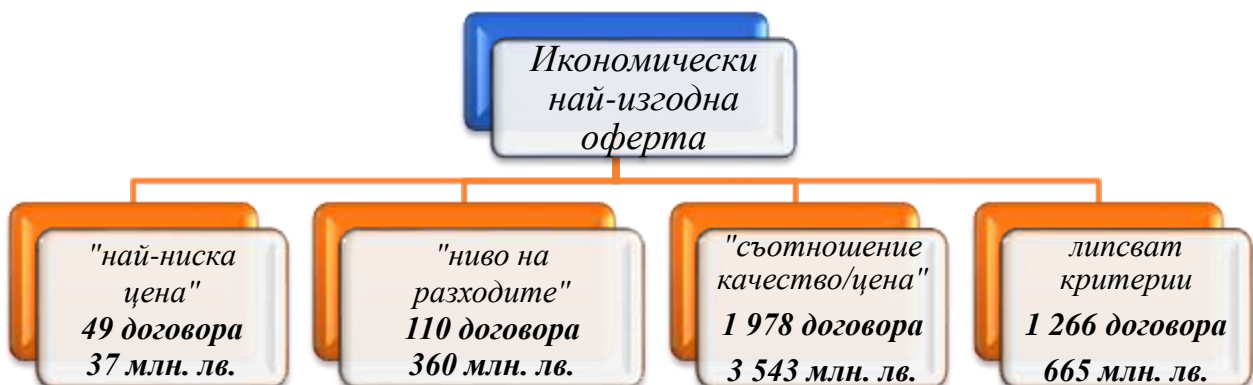 Икономически
най-изгодна
оферта
"най-ниска
цена"
49 договора
37 млн. лв.
"ниво на
разходите"
110 договора
360 млн. лв.
"съотношение
качество/цена"
1 978 договора
3 543 млн. лв.
липсват
критерии
1 266 договора
665 млн. лв.